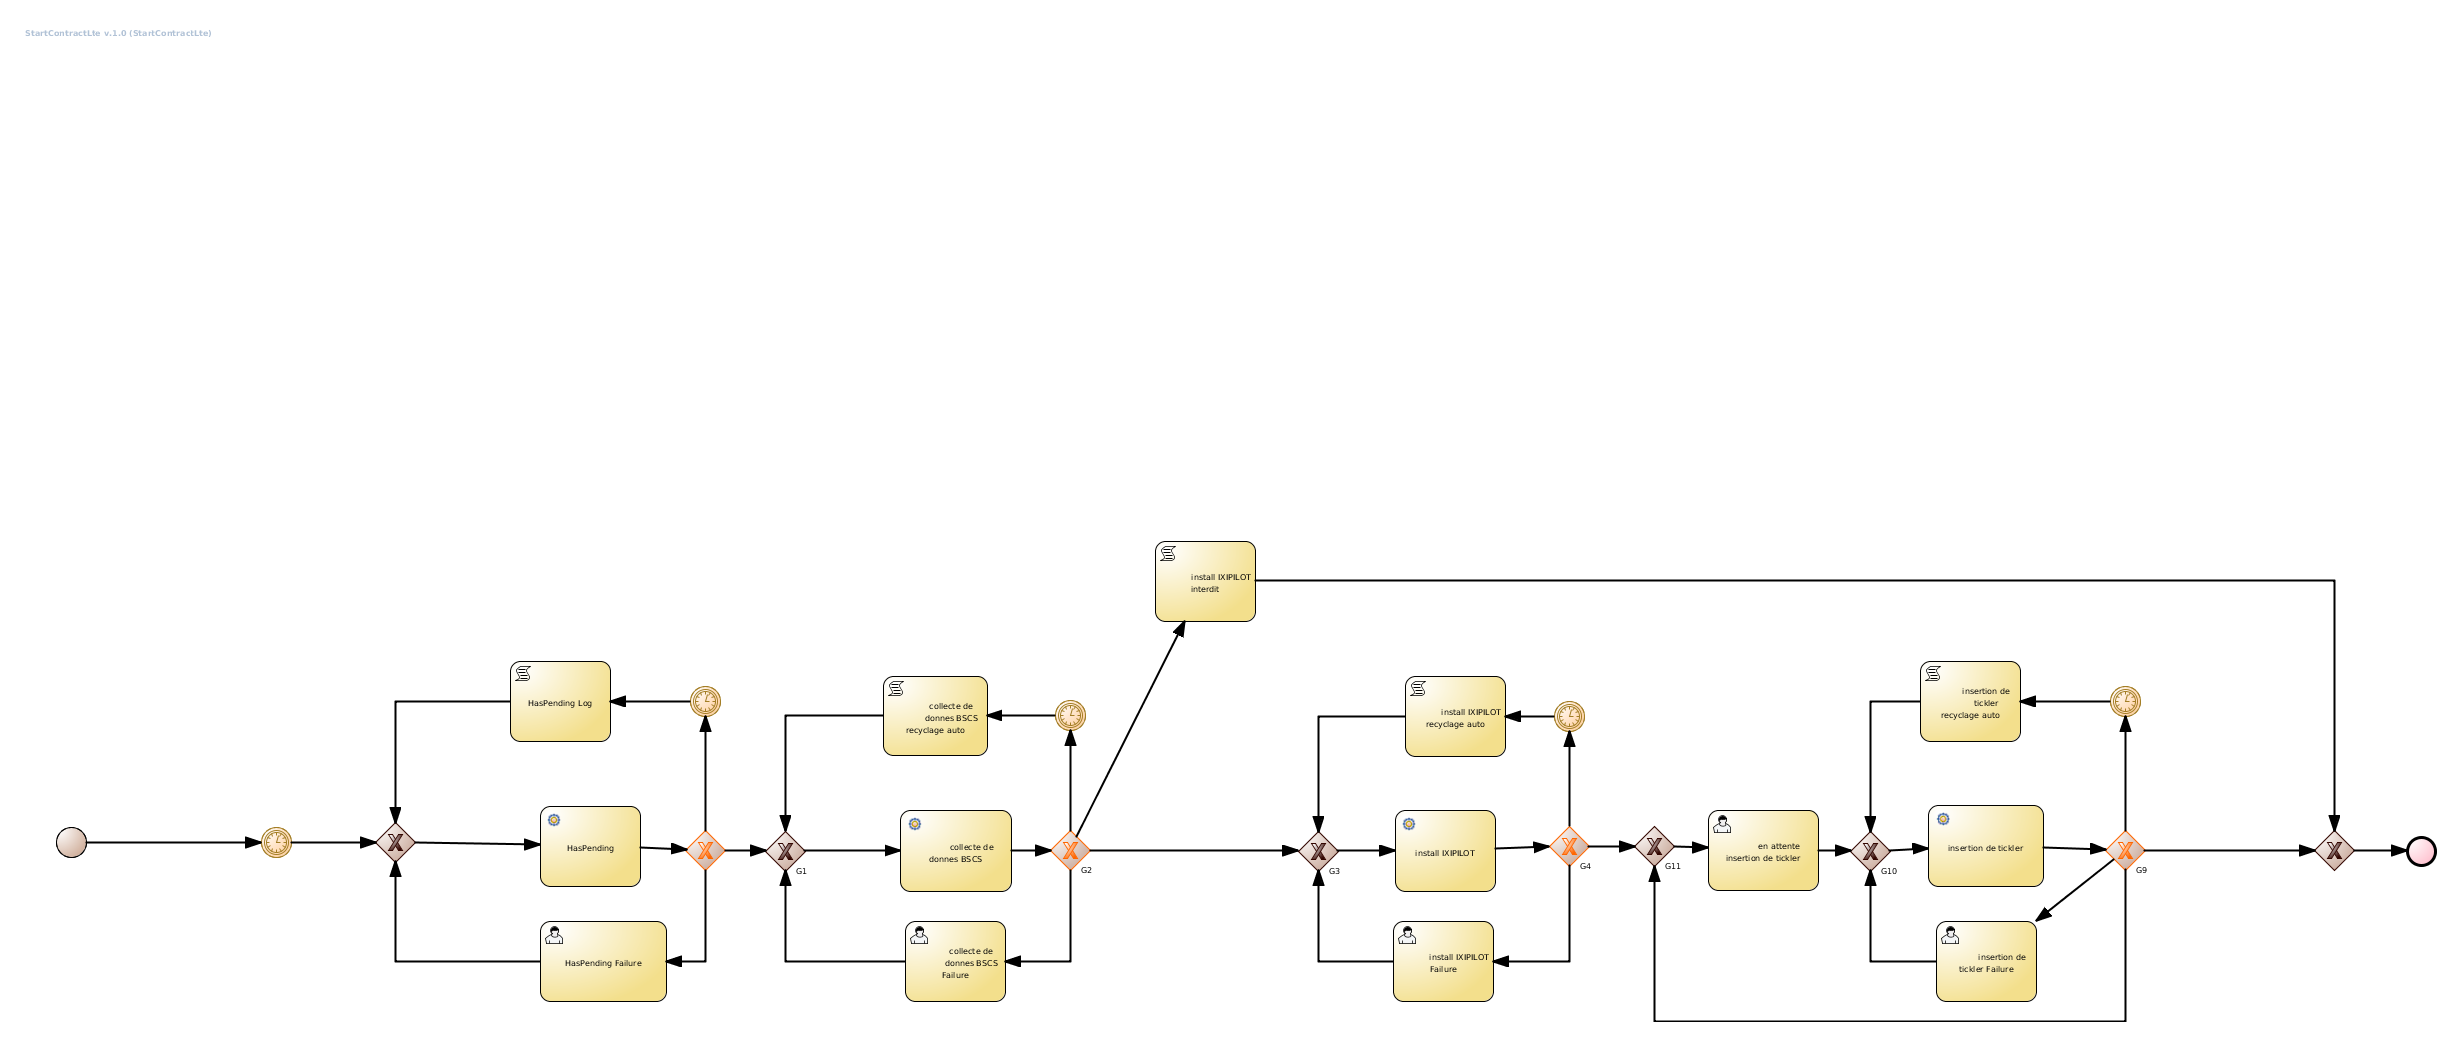 StartContractLte v.1.0 (StartContractLte)
install IXIPILOT
interdit
HasPending Log
collecte de
donnes BSCS
recyclage auto
install IXIPILOT
recyclage auto
insertion de
tickler
recyclage auto
HasPending
G1
collecte de
donnes BSCS
G2
G3
install IXIPILOT
G4
G11
en attente
insertion de tickler
G10
insertion de tickler
G9
HasPending Failure
collecte de
donnes BSCS
Failure
install IXIPILOT
Failure
insertion de
tickler Failure